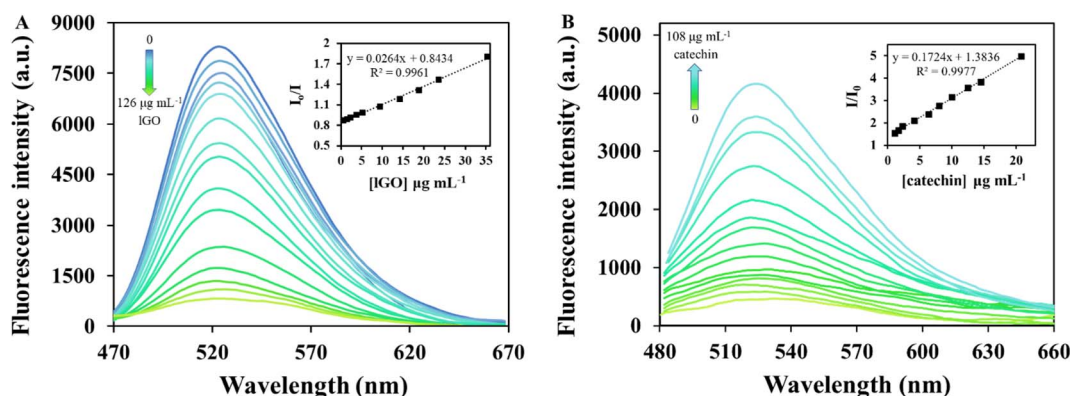 A
Fluorescence intensity (a.u.)
9000
7500
6000
4500
3000
1500
0
470
520
570
620
670
Wavelength (nm)
0
126 µg mL⁻¹
lGO
I₀/I
1.8
1.6
1.4
1.1
0.9
0.7
0.5
y = 0.0264x + 0.8434
R² = 0.9961
0
5
10
15
20
25
30
35
[lGO] µg mL⁻¹
B
Fluorescence intensity (a.u.)
5000
4000
3000
2000
1000
0
480
510
540
570
600
630
660
Wavelength (nm)
108 µg mL⁻¹
catechin
0
I/I₀
5
4
3
2
1
y = 0.1724x + 1.3836
R² = 0.9977
0
5
10
15
20
[catechin] µg mL⁻¹